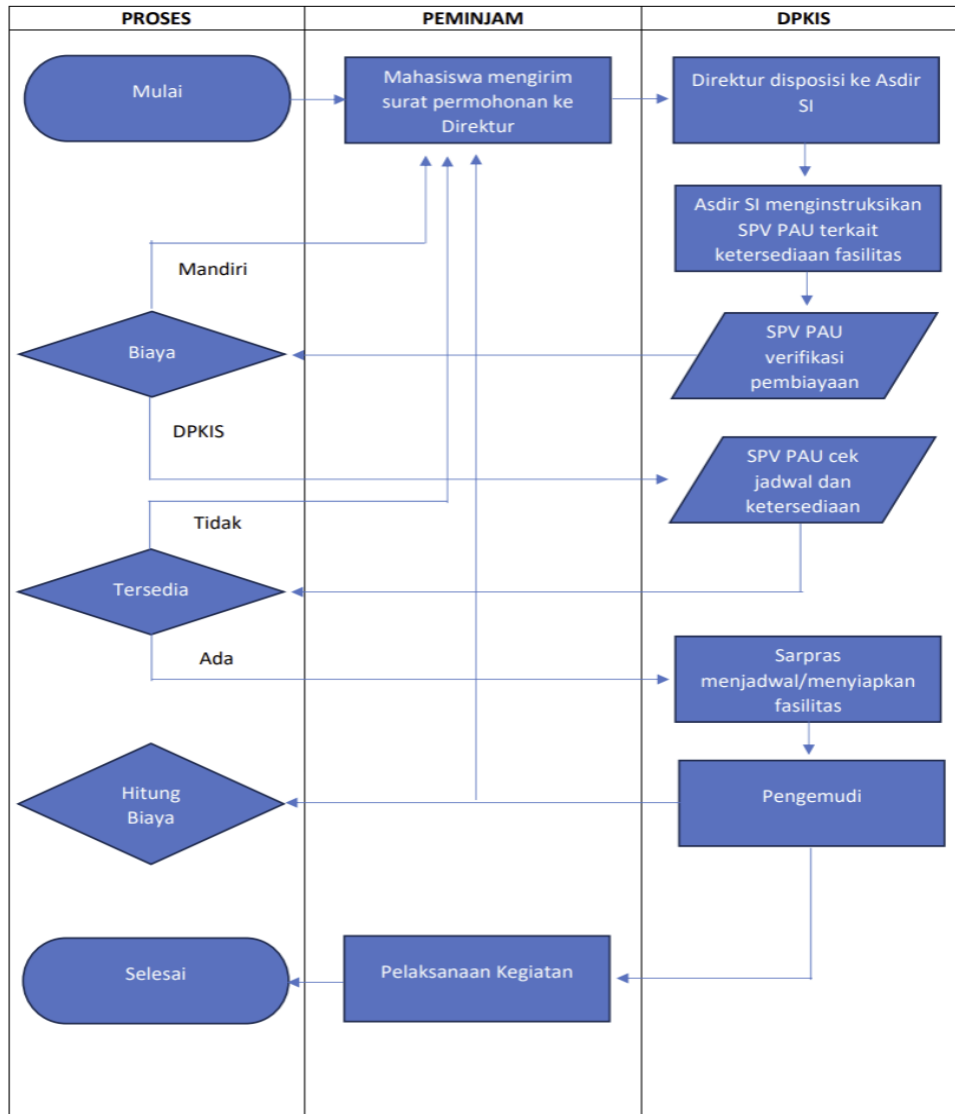 PROSES
PEMINJAM
DPKIS
Mulai
Mahasiswa mengirim
surat permohonan ke
Direktur
Direktur disposisi ke Asdir
SI
Asdir SI menginstruksikan
SPV PAU terkait
ketersediaan fasilitas
Mandiri
Biaya
SPV PAU
verifikasi
pembiayaan
DPKIS
SPV PAU cek
jadwal dan
ketersediaan
Tidak
Tersedia
Ada
Sarpras
menjadwal/menyiapkan
fasilitas
Hitung
Biaya
Pengemudi
Selesai
Pelaksanaan Kegiatan